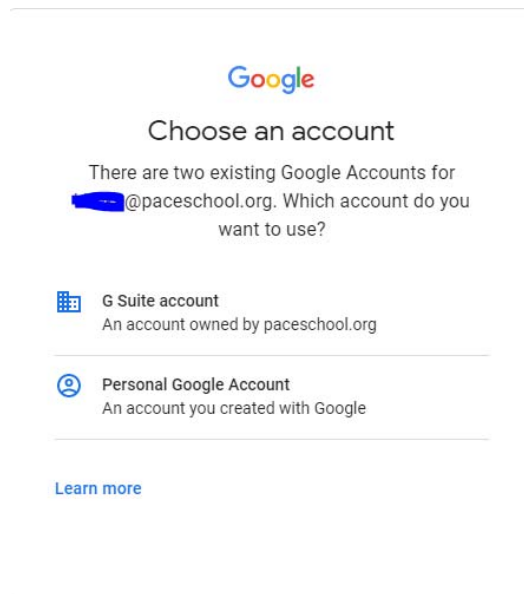 Google
Choose an account
There are two existing Google Accounts for
@paceschool.org. Which account do you
want to use?
G Suite account
An account owned by paceschool.org
Personal Google Account
An account you created with Google
Learn more